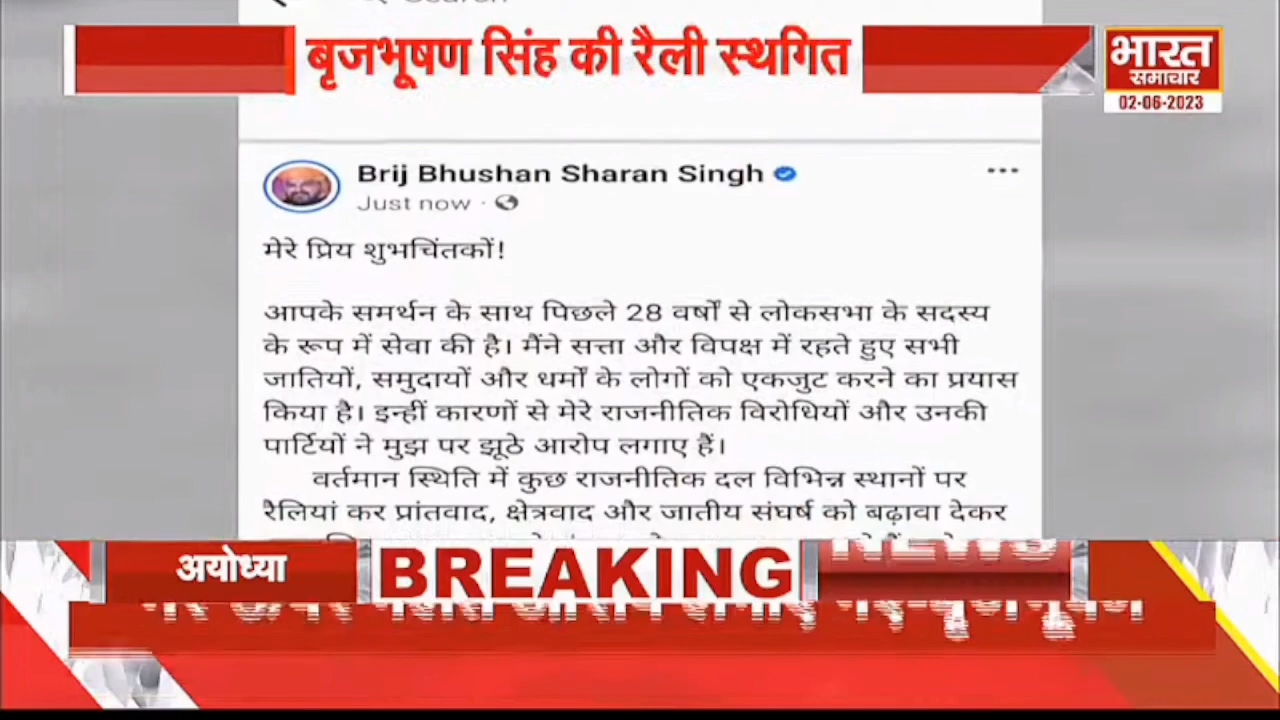 बृजभूषण सिंह की रैली स्थगित
भारत
समाचार
02-06-2023
Brij Bhushan Sharan Singh
Just now ·
मेरे प्रिय शुभचिंतकों!
आपके समर्थन के साथ पिछले 28 वर्षों से लोकसभा के सदस्य
के रूप में सेवा की है। मैंने सत्ता और विपक्ष में रहते हुए सभी
जातियों, समुदायों और धर्मों के लोगों को एकजुट करने का प्रयास
किया है। इन्हीं कारणों से मेरे राजनीतिक विरोधियों और उनकी
पार्टियों ने मुझ पर झूठे आरोप लगाए हैं।
वर्तमान स्थिति में कुछ राजनीतिक दल विभिन्न स्थानों पर
रैलियां कर प्रांतवाद, क्षेत्रवाद और जातीय संघर्ष को बढ़ावा देकर
अयोध्या
BREAKING
NEWS